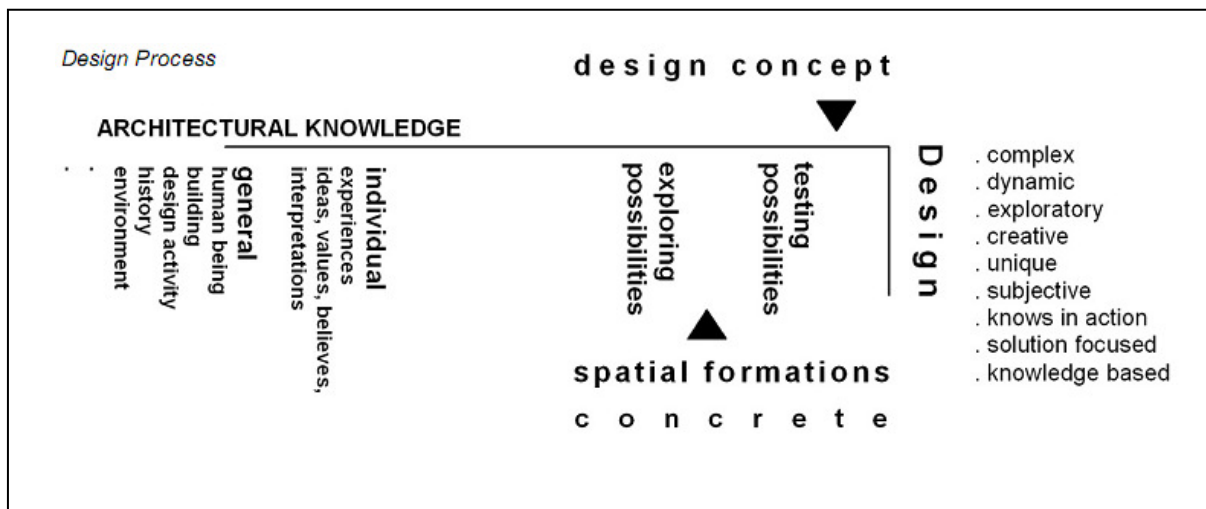 Design Process
design concept
ARCHITECTURAL KNOWLEDGE
general
human being
building
design activity
history
environment
.
.
individual
experiences
ideas, values, believes,
interpretations
exploring
possibilities
testing
possibilities
Design
. complex
. dynamic
. exploratory
. creative
. unique
. subjective
. knows in action
. solution focused
. knowledge based
spatial formations
concrete